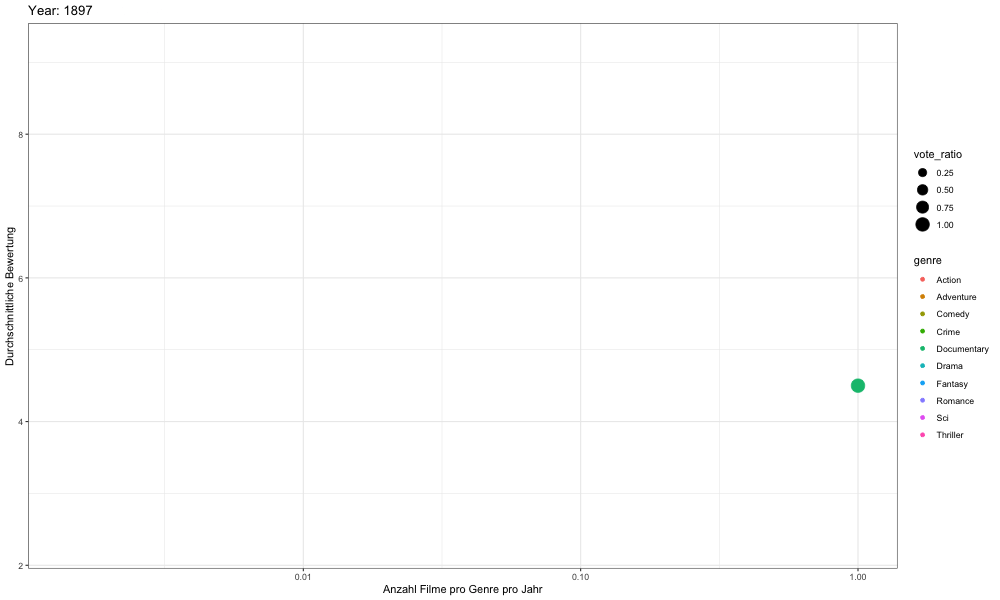 Year: 1897
Durchschnittliche Bewertung
8
6
4
2
0.01
0.10
1.00
Anzahl Filme pro Genre pro Jahr
vote_ratio
0.25
0.50
0.75
1.00
genre
Action
Adventure
Comedy
Crime
Documentary
Drama
Fantasy
Romance
Sci
Thriller